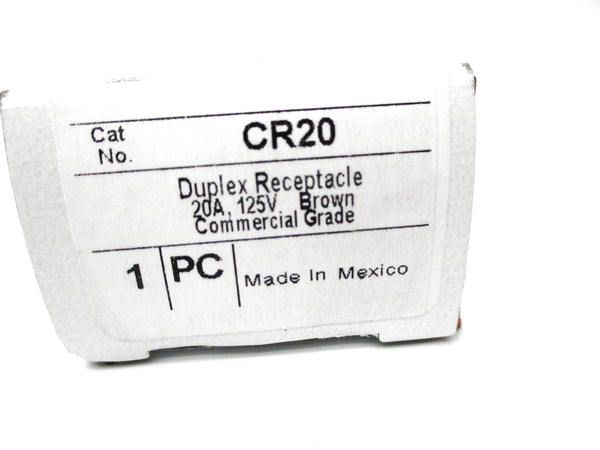 Cat No. CR20
Duplex Receptacle
20A, 125V, Brown
Commercial Grade
1 PC Made In Mexico